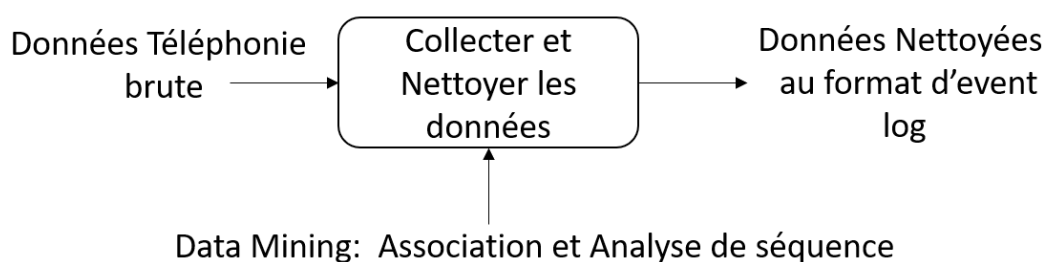 Données Téléphonie
brute
Collecter et
Nettoyer les
données
Données Nettoyées
au format d'event
log
Data Mining:  Association et Analyse de séquence